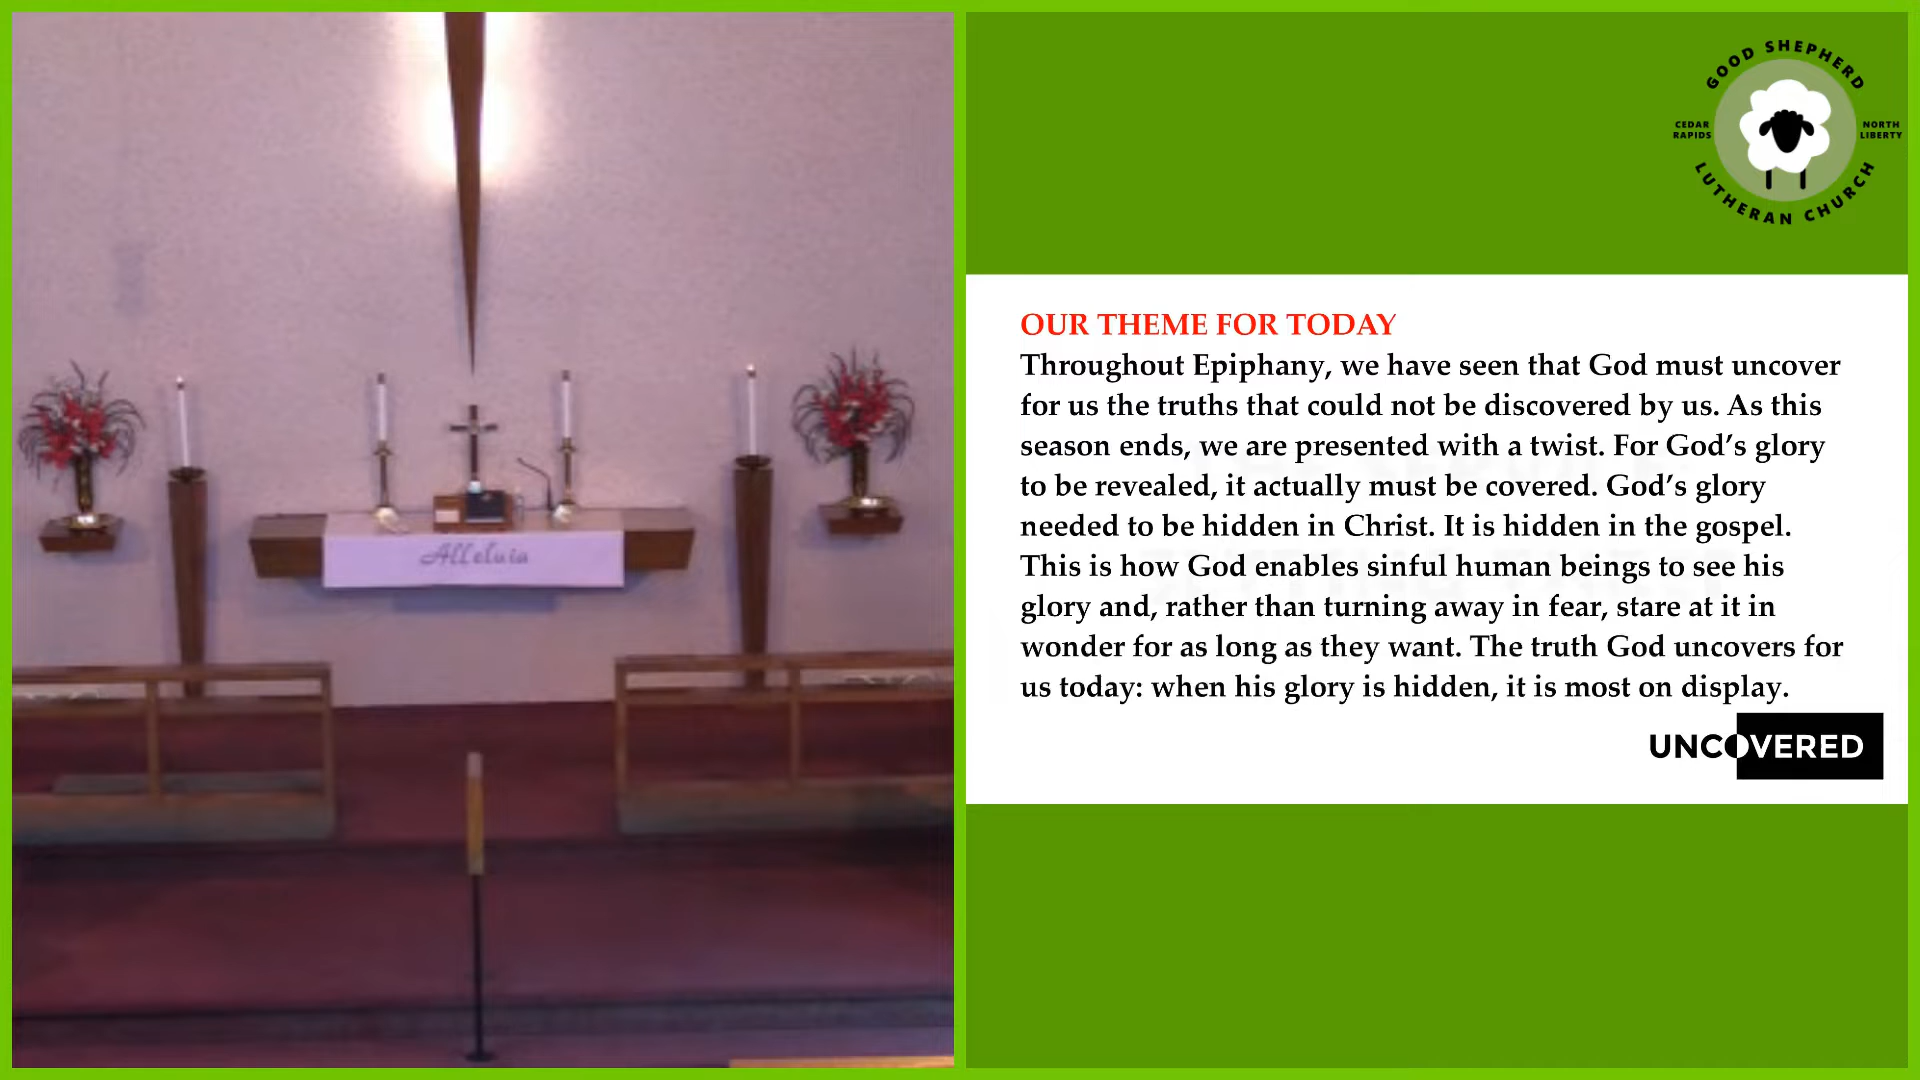 Alleluia
GOOD SHEPHERD
CEDAR
RAPIDS
NORTH
LIBERTY
LUTHERAN CHURCH
OUR THEME FOR TODAY
Throughout Epiphany, we have seen that God must uncover
for us the truths that could not be discovered by us. As this
season ends, we are presented with a twist. For God’s glory
to be revealed, it actually must be covered. God’s glory
needed to be hidden in Christ. It is hidden in the gospel.
This is how God enables sinful human beings to see his
glory and, rather than turning away in fear, stare at it in
wonder for as long as they want. The truth God uncovers for
us today: when his glory is hidden, it is most on display.
UNCOVERED